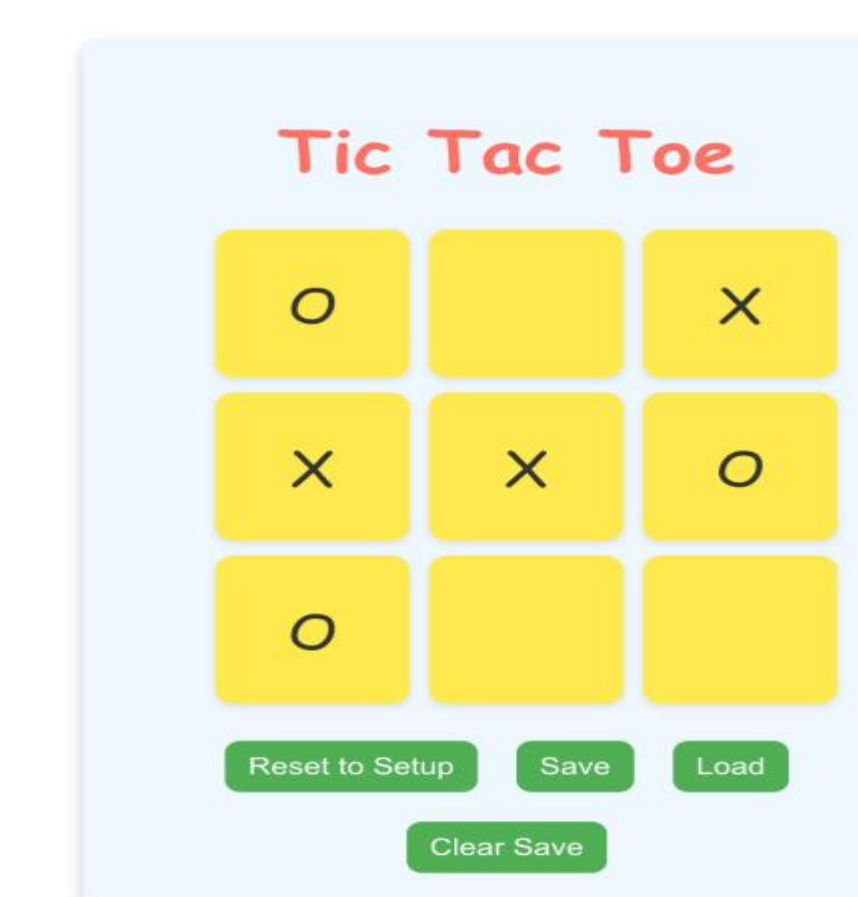 Tic Tac Toe
O X
X X O
O
Reset to Setup Save Load
Clear Save